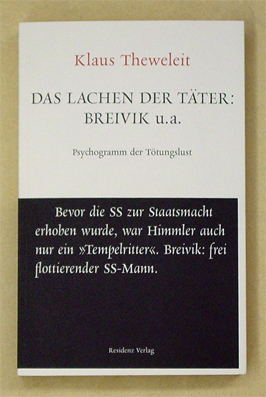 Klaus Theweleit
DAS LACHEN DER TÄTER:
BREIVIK u.a.
Psychogramm der Tötungslust
Bevor die SS zur Staatsmacht
erhoben wurde, war Himmler auch
nur ein »Tempelritter«. Breivik: frei
flottierender SS-Mann.
Residenz Verlag